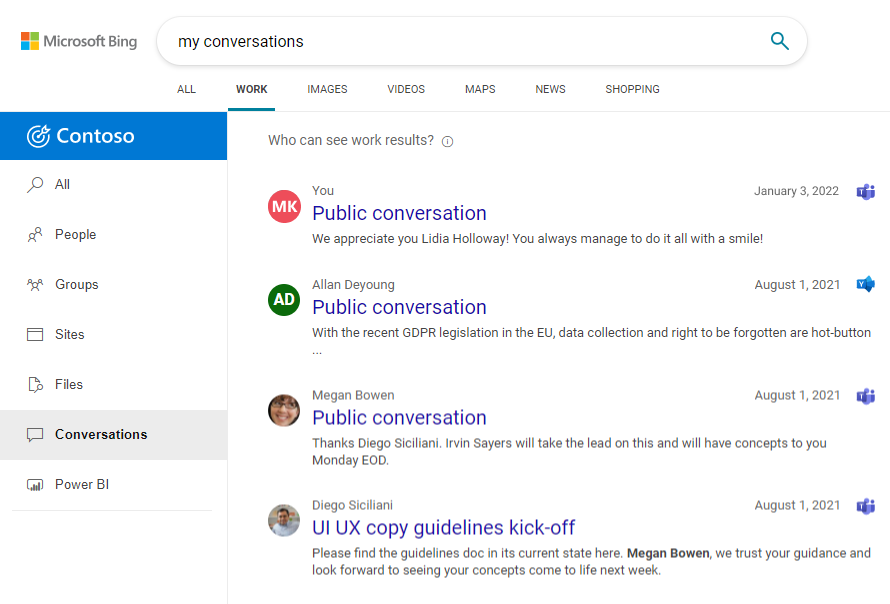 Microsoft Bing
my conversations
ALL WORK IMAGES VIDEOS MAPS NEWS SHOPPING
Contoso
All
People
Groups
Sites
Files
Conversations
Power BI
Who can see work results?
MK
You
January 3, 2022
Public conversation
We appreciate you Lidia Holloway! You always manage to do it all with a smile!
AD
Allan Deyoung
August 1, 2021
Public conversation
With the recent GDPR legislation in the EU, data collection and right to be forgotten are hot-button
...
Megan Bowen
August 1, 2021
Public conversation
Thanks Diego Siciliani. Irvin Sayers will take the lead on this and will have concepts to you
Monday EOD.
Diego Siciliani
August 1, 2021
UI UX copy guidelines kick-off
Please find the guidelines doc in its current state here. Megan Bowen, we trust your guidance and
look forward to seeing your concepts come to life next week.